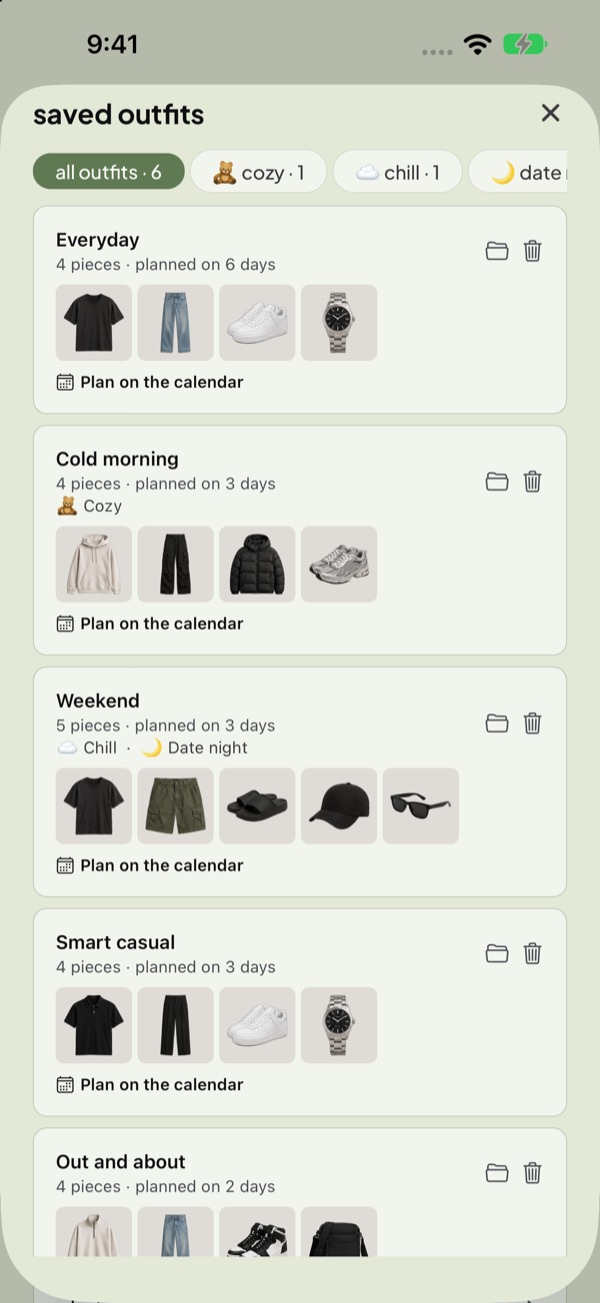 9:41
saved outfits
all outfits · 6
🧸 cozy · 1
☁️ chill · 1
🌙 date
Everyday
4 pieces · planned on 6 days
Plan on the calendar
Cold morning
4 pieces · planned on 3 days
🧸 Cozy
Plan on the calendar
Weekend
5 pieces · planned on 3 days
☁️ Chill · 🌙 Date night
Plan on the calendar
Smart casual
4 pieces · planned on 3 days
Plan on the calendar
Out and about
4 pieces · planned on 2 days